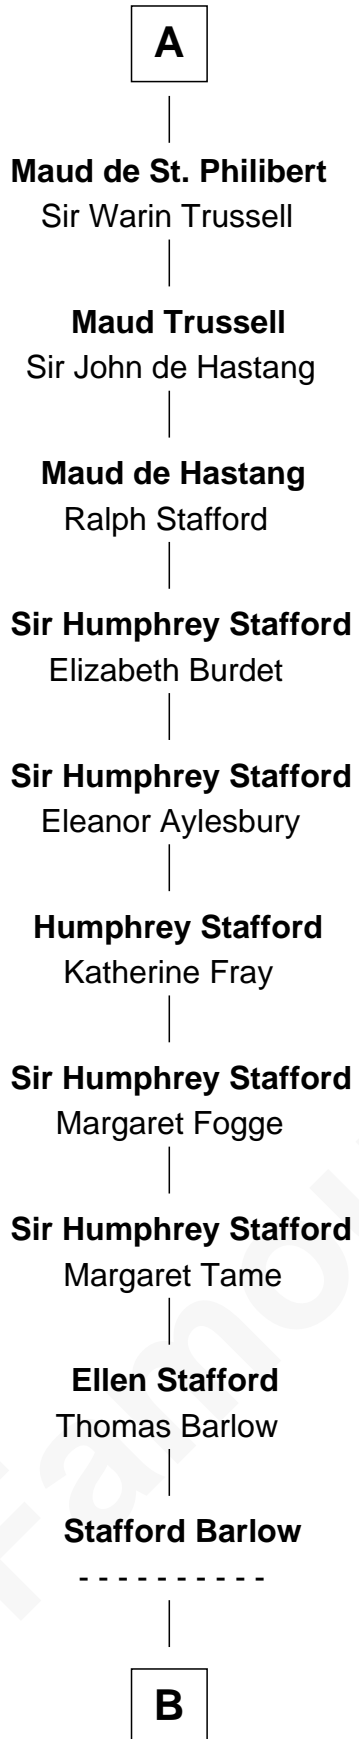 A
Maud de St. Philibert
Sir Warin Trussell
Maud Trussell
Sir John de Hastang
Maud de Hastang
Ralph Stafford
Sir Humphrey Stafford
Elizabeth Burdet
Sir Humphrey Stafford
Eleanor Aylesbury
Humphrey Stafford
Katherine Fray
Sir Humphrey Stafford
Margaret Fogge
Sir Humphrey Stafford
Margaret Tame
Ellen Stafford
Thomas Barlow
Stafford Barlow
- - - - - - - - - -
B